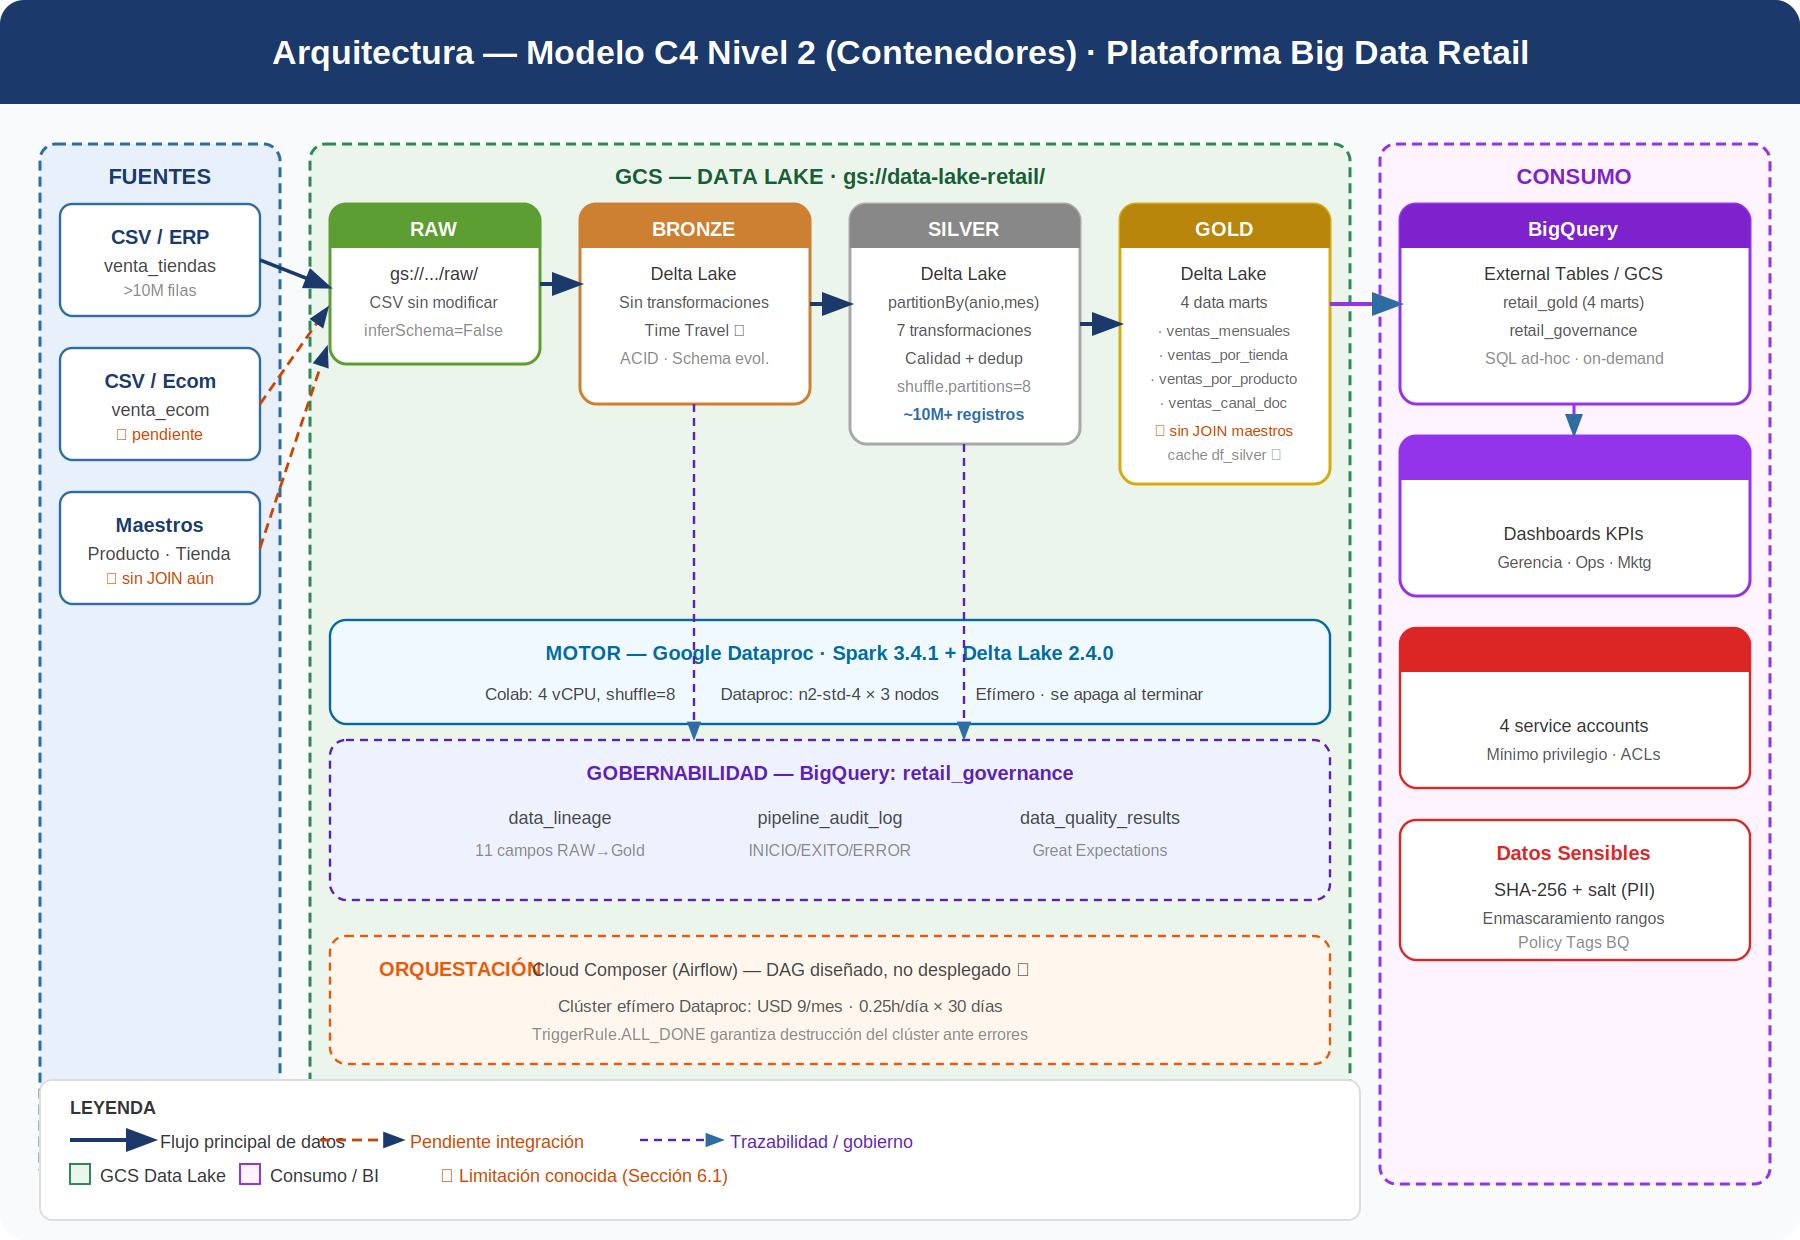 Arquitectura — Modelo C4 Nivel 2 (Contenedores) · Plataforma Big Data Retail
FUENTES
CSV / ERP
venta_tiendas
>10M filas
CSV / Ecom
venta_ecom
pendiente
Maestros
Producto · Tienda
sin JOIN aún
GCS — DATA LAKE · gs://data-lake-retail/
RAW
gs://.../raw/
CSV sin modificar
inferSchema=False
BRONZE
Delta Lake
Sin transformaciones
Time Travel
ACID · Schema evol.
SILVER
Delta Lake
partitionBy(anio,mes)
7 transformaciones
Calidad + dedup
shuffle.partitions=8
~10M+ registros
GOLD
Delta Lake
4 data marts
· ventas_mensuales
· ventas_por_tienda
· ventas_por_producto
· ventas_canal_doc
sin JOIN maestros
cache df_silver
MOTOR — Google Dataproc · Spark 3.4.1 + Delta Lake 2.4.0
Colab: 4 vCPU, shuffle=8
Dataproc: n2-std-4 × 3 nodos
Efímero · se apaga al terminar
GOBERNABILIDAD — BigQuery: retail_governance
data_lineage
11 campos RAW→Gold
pipeline_audit_log
INICIO/EXITO/ERROR
data_quality_results
Great Expectations
ORQUESTACIÓN
Cloud Composer (Airflow) — DAG diseñado, no desplegado
Clúster efímero Dataproc: USD 9/mes · 0.25h/día × 30 días
TriggerRule.ALL_DONE garantiza destrucción del clúster ante errores
CONSUMO
BigQuery
External Tables / GCS
retail_gold (4 marts)
retail_governance
SQL ad-hoc · on-demand
Dashboards KPIs
Gerencia · Ops · Mktg
4 service accounts
Mínimo privilegio · ACLs
Datos Sensibles
SHA-256 + salt (PII)
Enmascaramiento rangos
Policy Tags BQ
LEYENDA
Flujo principal de datos
Pendiente integración
Trazabilidad / gobierno
GCS Data Lake
Consumo / BI
Limitación conocida (Sección 6.1)